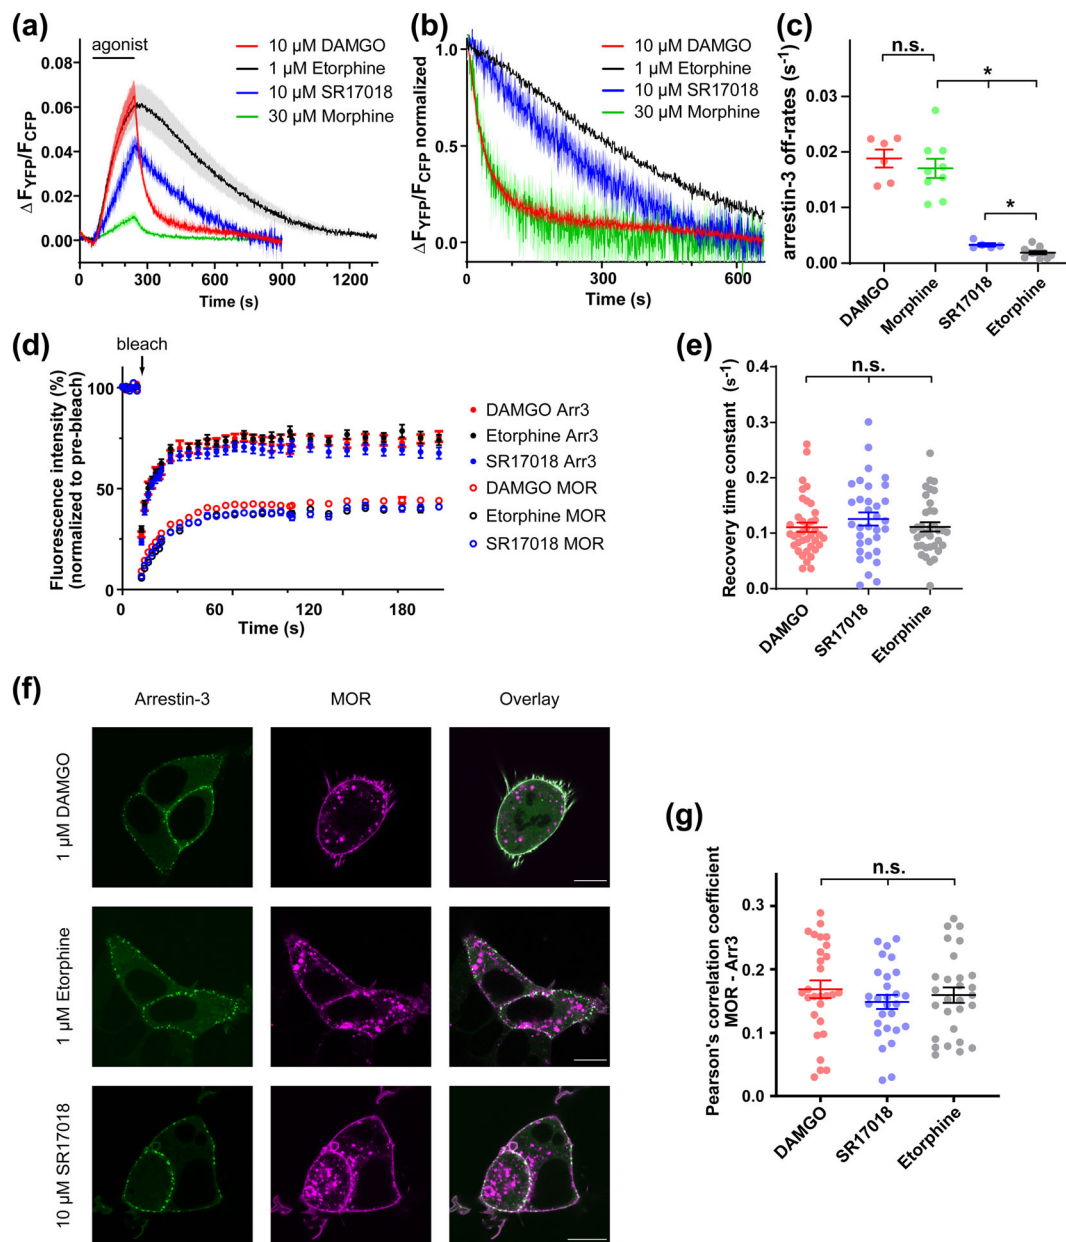 (a)
agonist
10 µM DAMGO
1 µM Etorphine
10 µM SR17018
30 µM Morphine
0.08
0.06
0.04
0.02
0.00
Δ F_YFP/F_CFP
0 300 600 900 1200
Time (s)
(b)
10 µM DAMGO
1 µM Etorphine
10 µM SR17018
30 µM Morphine
1.0
0.5
0.0
Δ F_YFP/F_CFP normalized
0 300 600
Time (s)
(c)
n.s.
*
*
0.03
0.02
0.01
0.00
arrestin-3 off-rates (s⁻¹)
DAMGO
Morphine
SR17018
Etorphine
(d)
bleach
100
50
0
Fluorescence intensity (%)
(normalized to pre-bleach)
0 60 120 180
Time (s)
DAMGO Arr3
Etorphine Arr3
SR17018 Arr3
DAMGO MOR
Etorphine MOR
SR17018 MOR
(e)
n.s.
0.4
0.3
0.2
0.1
0.0
Recovery time constant (s⁻¹)
DAMGO
SR17018
Etorphine
(f)
Arrestin-3 MOR Overlay
1 µM DAMGO
1 µM Etorphine
10 µM SR17018
(g)
n.s.
0.3
0.2
0.1
0.0
Pearson's correlation coefficient
MOR - Arr3
DAMGO
SR17018
Etorphine